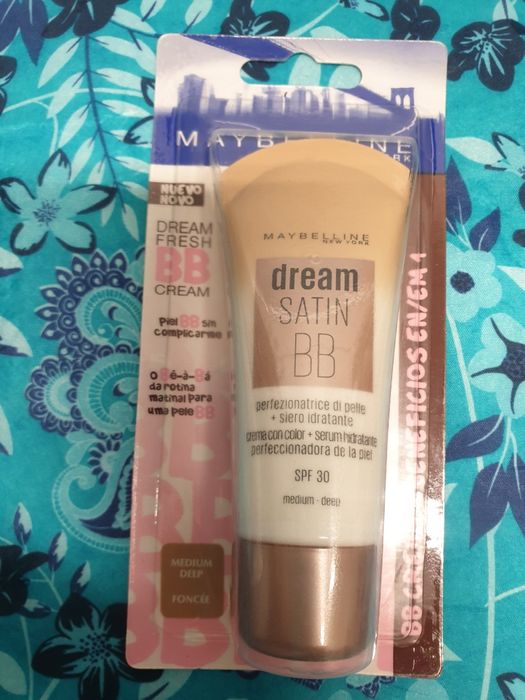 MAYBELLINE
NUEVO
NOVO
DREAM
FRESH
BB
CREAM
Piel BB sin
complicarme
O Bé-à-Bá
da rotina
matinal para
uma pele BB
MEDIUM
DEEP
FONCÉE
MAYBELLINE
NEW YORK
dream
SATIN
BB
perfezionatrice di pelle
+ siero idratante
crema con color + serum hidratante
perfeccionadora de la piel
SPF 30
medium - deep